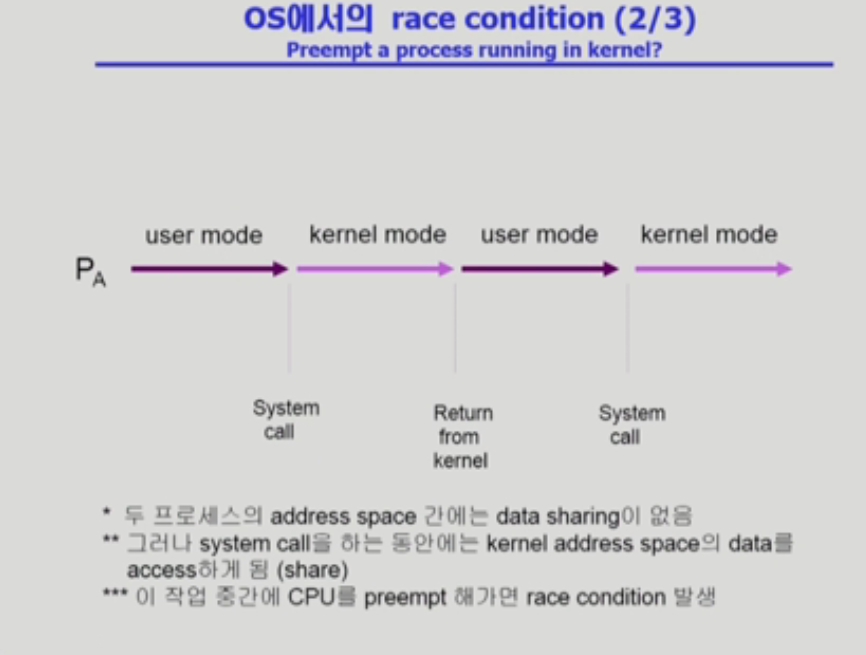 OS에서의 race condition (2/3)
Preempt a process running in kernel?
user mode kernel mode user mode kernel mode
PA
System call
Return from kernel
System call
* 두 프로세스의 address space 간에는 data sharing이 없음
** 그러나 system call을 하는 동안에는 kernel address space의 data를
access하게 됨 (share)
*** 이 작업 중간에 CPU를 preempt 해가면 race condition 발생